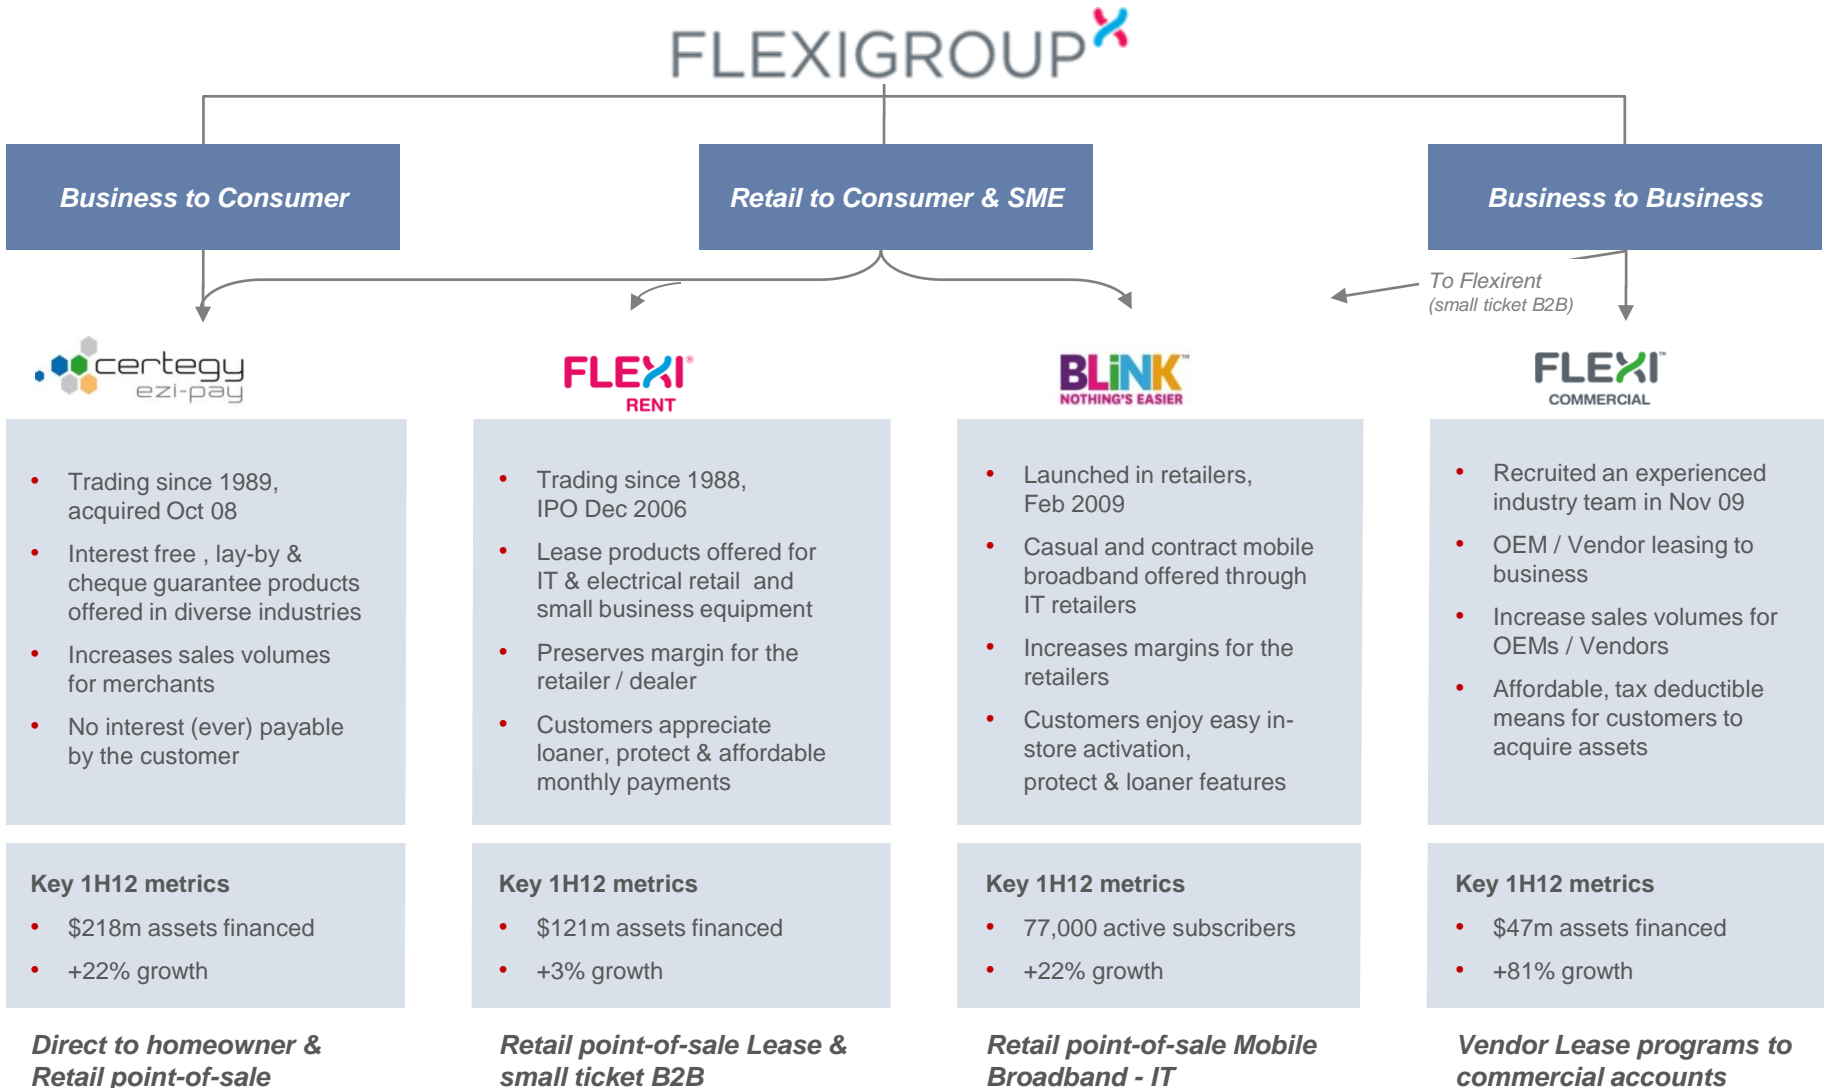 FLEXIGROUP
Business to Consumer
Retail to Consumer & SME
Business to Business
To Flexirent
(small ticket B2B)
certegy
ezi-pay
FLEXI®
RENT
BLiNK™
NOTHING'S EASIER
FLEXI™
COMMERCIAL
• Trading since 1989,
acquired Oct 08
• Interest free , lay-by &
cheque guarantee products
offered in diverse industries
• Increases sales volumes
for merchants
• No interest (ever) payable
by the customer
• Trading since 1988,
IPO Dec 2006
• Lease products offered for
IT & electrical retail and
small business equipment
• Preserves margin for the
retailer / dealer
• Customers appreciate
loaner, protect & affordable
monthly payments
• Launched in retailers,
Feb 2009
• Casual and contract mobile
broadband offered through
IT retailers
• Increases margins for the
retailers
• Customers enjoy easy in-
store activation,
protect & loaner features
• Recruited an experienced
industry team in Nov 09
• OEM / Vendor leasing to
business
• Increase sales volumes for
OEMs / Vendors
• Affordable, tax deductible
means for customers to
acquire assets
Key 1H12 metrics
• $218m assets financed
• +22% growth
Key 1H12 metrics
• $121m assets financed
• +3% growth
Key 1H12 metrics
• 77,000 active subscribers
• +22% growth
Key 1H12 metrics
• $47m assets financed
• +81% growth
Direct to homeowner &
Retail point-of-sale
Retail point-of-sale Lease &
small ticket B2B
Retail point-of-sale Mobile
Broadband - IT
Vendor Lease programs to
commercial accounts